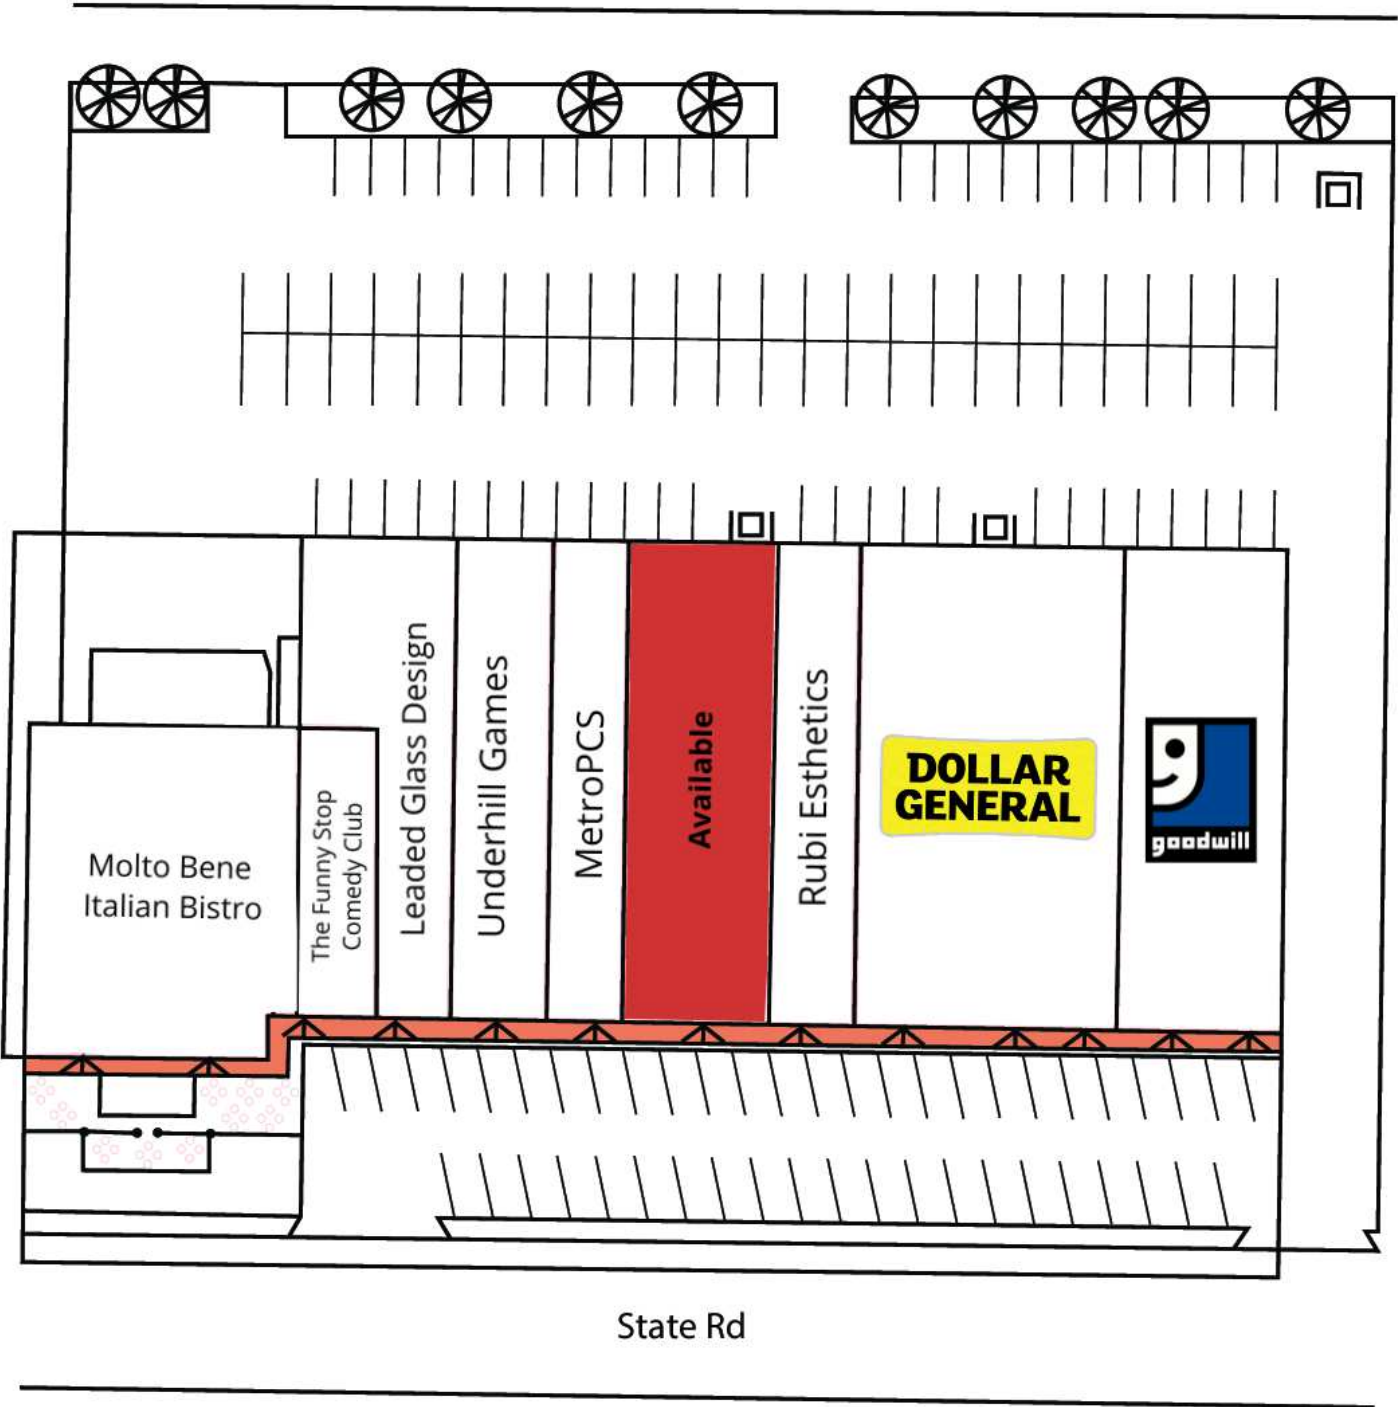 Molto Bene
Italian Bistro
The Funny Stop
Comedy Club
Leaded Glass Design
Underhill Games
MetroPCS
Available
Rubi Esthetics
DOLLAR
GENERAL
goodwill
State Rd